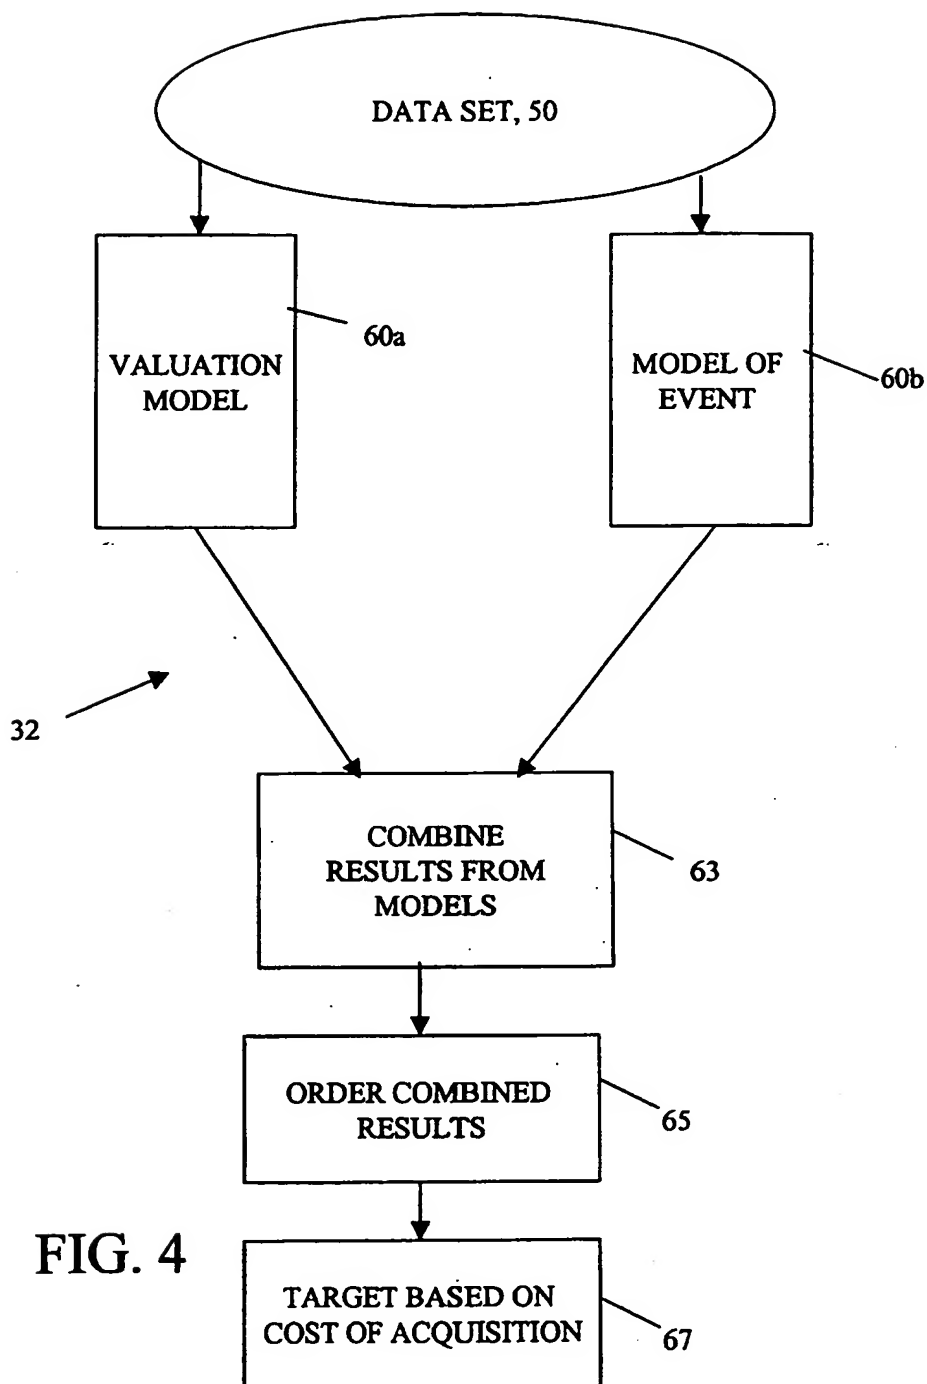 DATA SET, 50
VALUATION
MODEL
60a
MODEL OF
EVENT
60b
32
COMBINE
RESULTS FROM
MODELS
63
ORDER COMBINED
RESULTS
65
FIG. 4
TARGET BASED ON
COST OF ACQUISITION
67